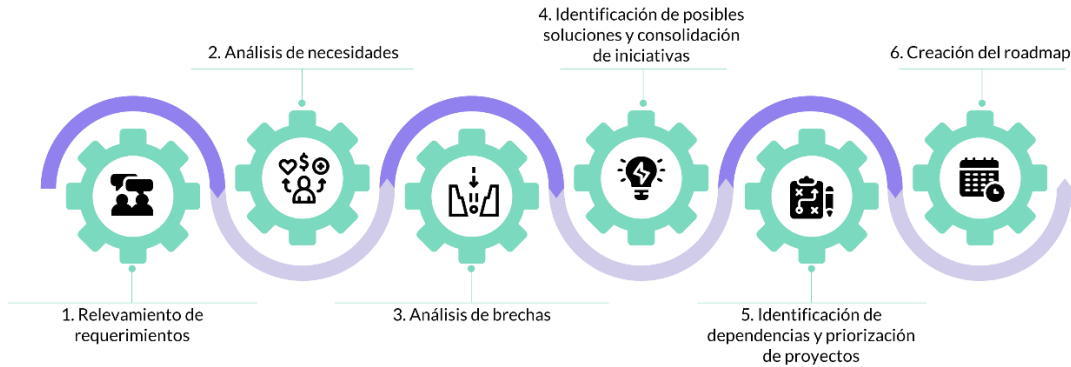 1. Relevamiento de
requerimientos
2. Análisis de necesidades
3. Análisis de brechas
4. Identificación de posibles
soluciones y consolidación
de iniciativas
5. Identificación de
dependencias y priorización
de proyectos
6. Creación del roadmap